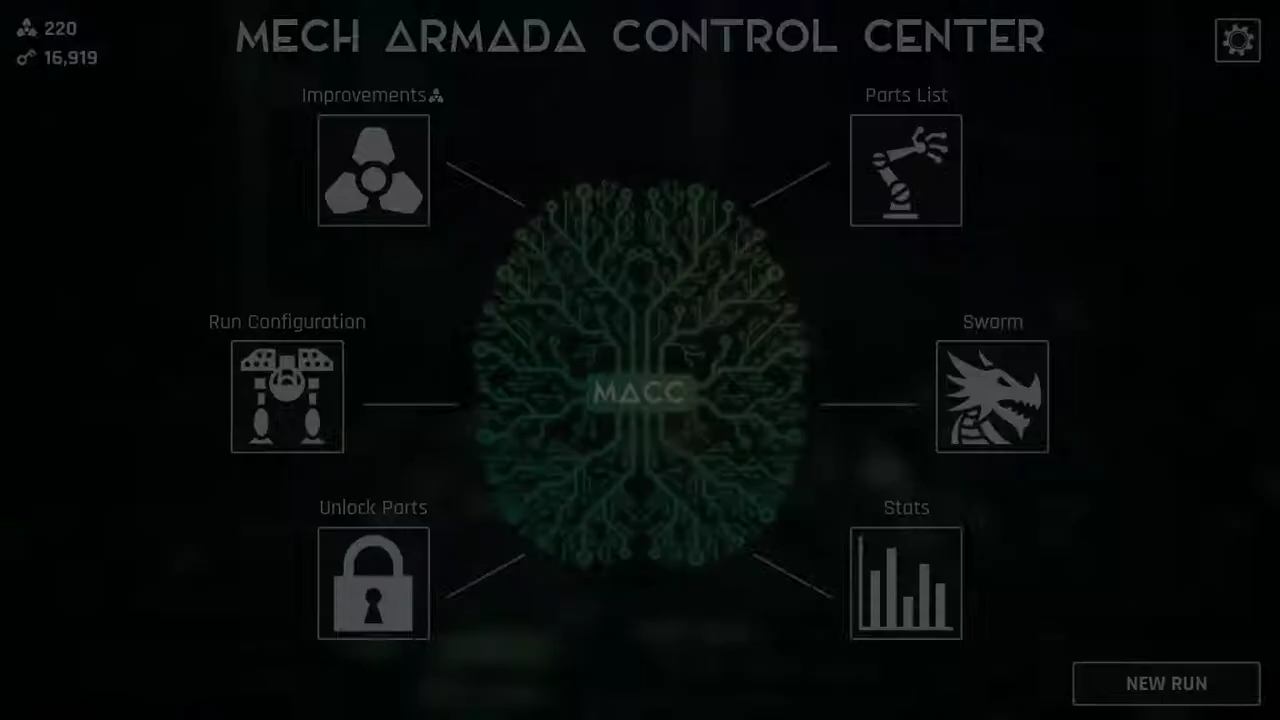 220
16,919
MECH ARMADA CONTROL CENTER
Improvements
Parts List
Run Configuration
Swarm
MACC
Unlock Parts
Stats
NEW RUN